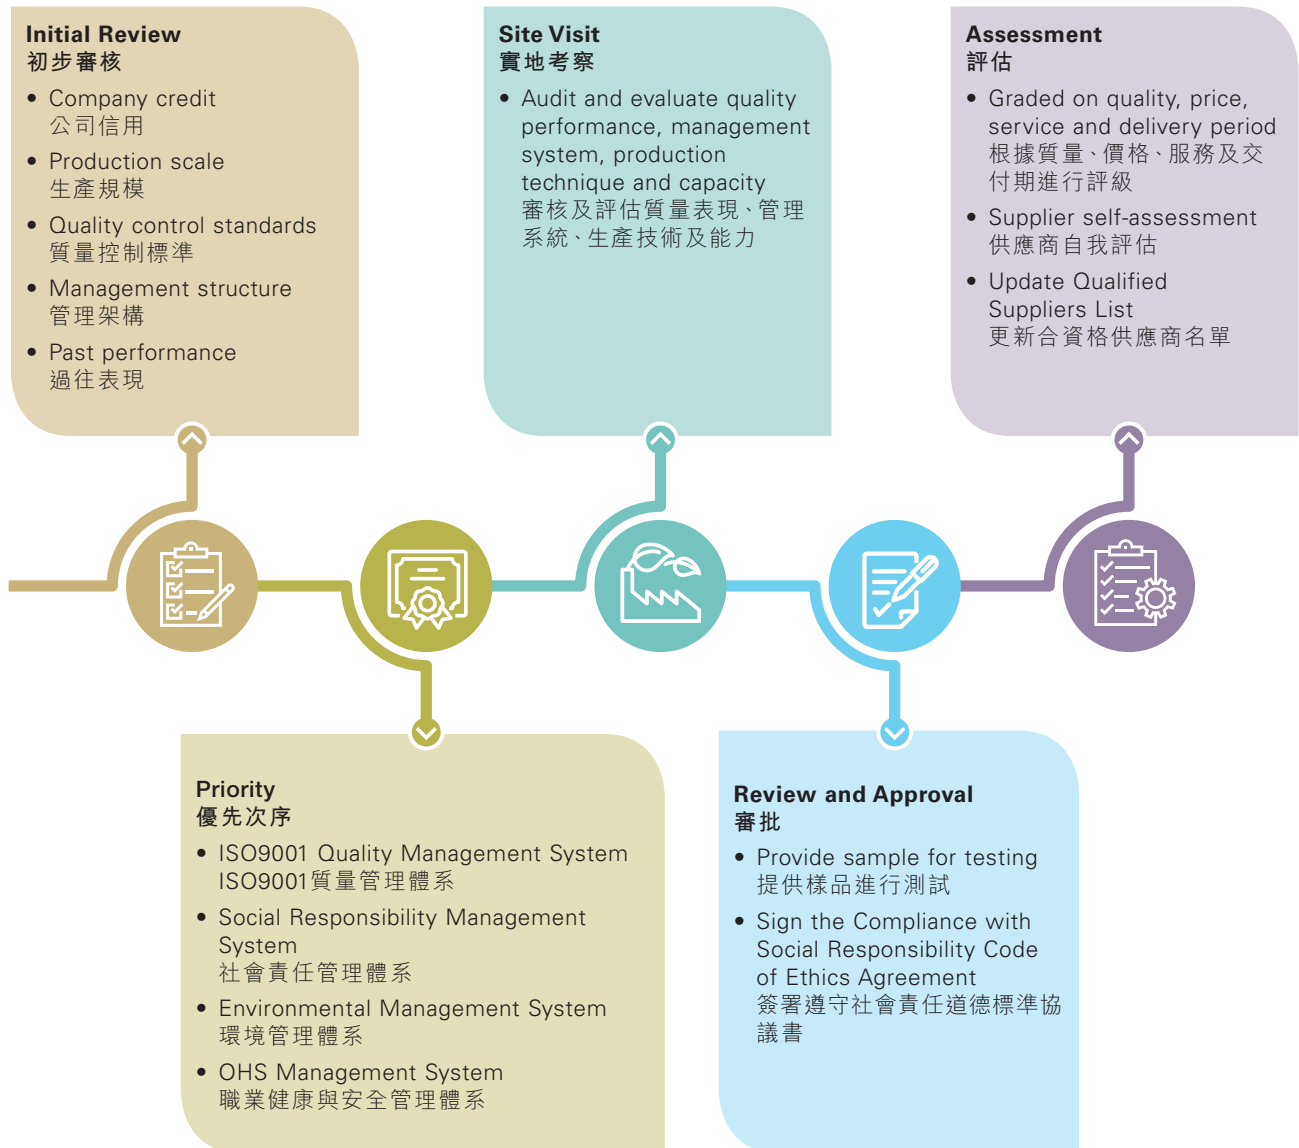 Initial Review
初步審核
• Company credit
公司信用
• Production scale
生產規模
• Quality control standards
質量控制標準
• Management structure
管理架構
• Past performance
過往表現
Site Visit
實地考察
• Audit and evaluate quality
performance, management
system, production
technique and capacity
審核及評估質量表現、管理
系統、生產技術及能力
Assessment
評估
• Graded on quality, price,
service and delivery period
根據質量、價格、服務及交
付期進行評級
• Supplier self-assessment
供應商自我評估
• Update Qualified
Suppliers List
更新合資格供應商名單
Priority
優先次序
• ISO9001 Quality Management System
ISO9001質量管理體系
• Social Responsibility Management
System
社會責任管理體系
• Environmental Management System
環境管理體系
• OHS Management System
職業健康與安全管理體系
Review and Approval
審批
• Provide sample for testing
提供樣品進行測試
• Sign the Compliance with
Social Responsibility Code
of Ethics Agreement
簽署遵守社會責任道德標準協
議書